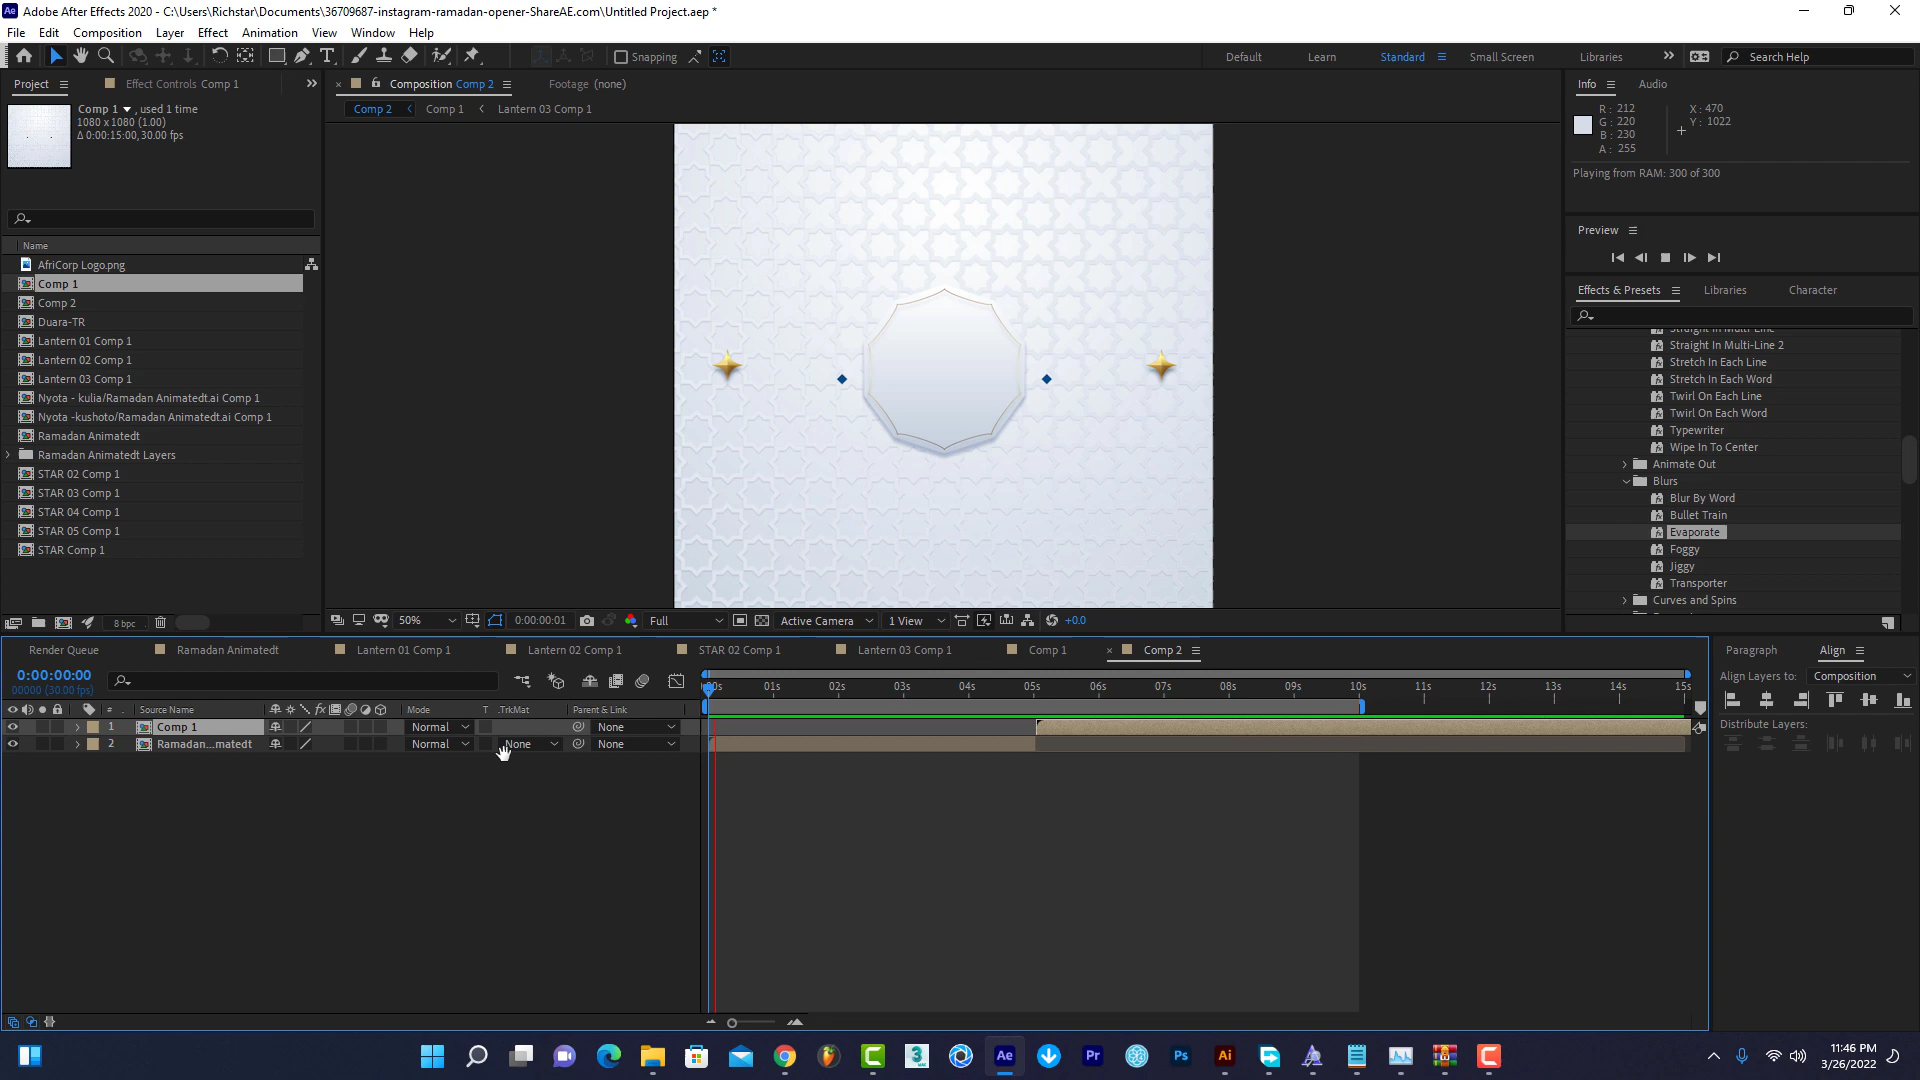 Adobe After Effects 2020 - C:\Users\Richstar\Documents\36709687-instagram-ramadan-opener-ShareAE.com\Untitled Project.aep *
File Edit Composition Layer Effect Animation View Window Help
Snapping
Default Learn Standard Small Screen Libraries Search Help
Project Effect Controls Comp 1
Composition Comp 2 Footage (none)
Info Audio
Comp 1 , used 1 time
1080 x 1080 (1.00)
Δ 0:00:15:00, 30.00 fps
Comp 2 Comp 1 Lantern 03 Comp 1
R : 212
G : 220
B : 230
A : 255
X : 470
Y : 1022
Playing from RAM: 300 of 300
Preview
Name
AfriCorp Logo.png
Comp 1
Comp 2
Duara-TR
Lantern 01 Comp 1
Lantern 02 Comp 1
Lantern 03 Comp 1
Nyota - kulia/Ramadan Animatedt.ai Comp 1
Nyota -kushoto/Ramadan Animatedt.ai Comp 1
Ramadan Animatedt
Ramadan Animatedt Layers
STAR 02 Comp 1
STAR 03 Comp 1
STAR 04 Comp 1
STAR 05 Comp 1
STAR Comp 1
8 bpc
Effects & Presets Libraries Character
Straight In Multi-Line
Straight In Multi-Line 2
Stretch In Each Line
Stretch In Each Word
Twirl On Each Line
Twirl On Each Word
Typewriter
Wipe In To Center
Animate Out
Blurs
Blur By Word
Bullet Train
Evaporate
Foggy
Jiggy
Transporter
Curves and Spins
50% 0:00:00:01 Full Active Camera 1 View +0.0
Render Queue Ramadan Animatedt Lantern 01 Comp 1 Lantern 02 Comp 1 STAR 02 Comp 1 Lantern 03 Comp 1 Comp 1 Comp 2
0:00:00:00
00000 (30.00 fps)
:00s 01s 02s 03s 04s 05s 06s 07s 08s 09s 10s 11s 12s 13s 14s 15s
# Source Name fx Mode T .TrkMat Parent & Link
1 Comp 1 Normal None
2 Ramadan...matedt Normal None None
Paragraph Align
Align Layers to: Composition
Distribute Layers:
Ae Pr Ps Ai
11:46 PM
3/26/2022